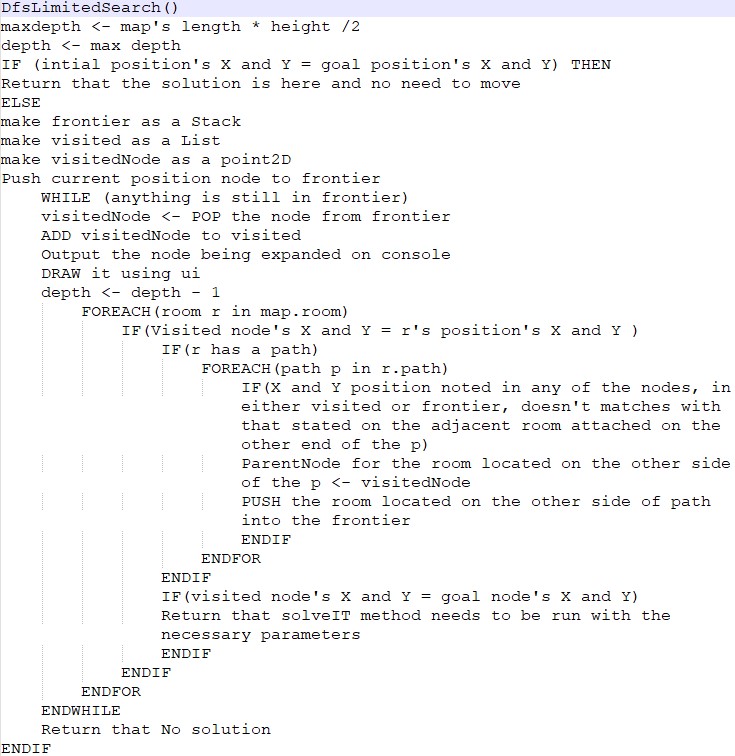 DfsLimitedSearch()
maxdepth <- map's length * height /2
depth <- max depth
IF (intial position's X and Y = goal position's X and Y) THEN
Return that the solution is here and no need to move
ELSE
make frontier as a Stack
make visited as a List
make visitedNode as a point2D
Push current position node to frontier
WHILE (anything is still in frontier)
visitedNode <- POP the node from frontier
ADD visitedNode to visited
Output the node being expanded on console
DRAW it using ui
depth <- depth - 1
FOREACH(room r in map.room)
IF(Visited node's X and Y = r's position's X and Y )
IF(r has a path)
FOREACH(path p in r.path)
IF(X and Y position noted in any of the nodes, in
either visited or frontier, doesn't matches with
that stated on the adjacent room attached on the
other end of the p)
ParentNode for the room located on the other side
of the p <- visitedNode
PUSH the room located on the other side of path
into the frontier
ENDIF
ENDFOR
ENDIF
IF(visited node's X and Y = goal node's X and Y)
Return that solveIT method needs to be run with the
necessary parameters
ENDIF
ENDIF
ENDFOR
ENDWHILE
Return that No solution
ENDIF